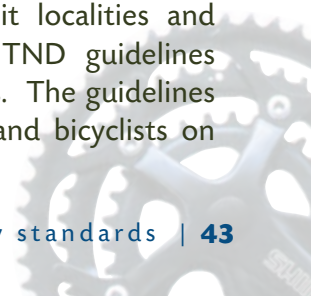 it localities and
TND guidelines
. The guidelines
and bicyclists on
standards | 43